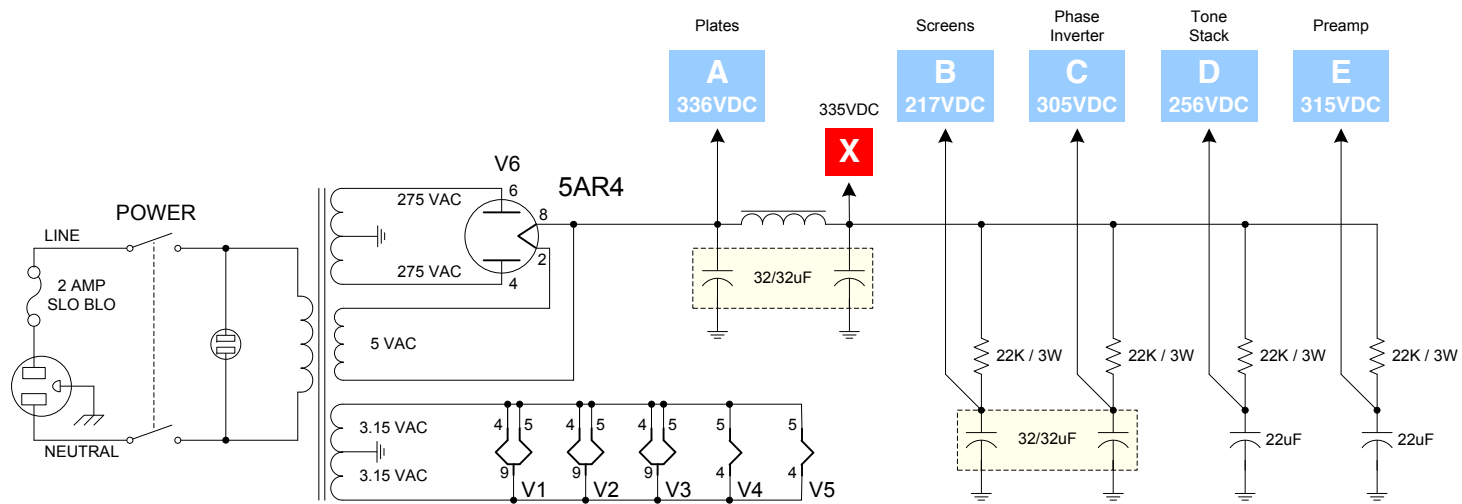 Plates
Screens
Phase
Inverter
Tone
Stack
Preamp
A
336VDC
335VDC
X
B
217VDC
C
305VDC
D
256VDC
E
315VDC
V6
5AR4
275 VAC
6
8
2
275 VAC
4
POWER
LINE
2 AMP
SLO BLO
NEUTRAL
5 VAC
32/32uF
22K / 3W
22K / 3W
22K / 3W
22K / 3W
3.15 VAC
3.15 VAC
4
5
9
V1
4
5
9
V2
4
5
9
V3
5
4
V4
5
4
V5
32/32uF
22uF
22uF